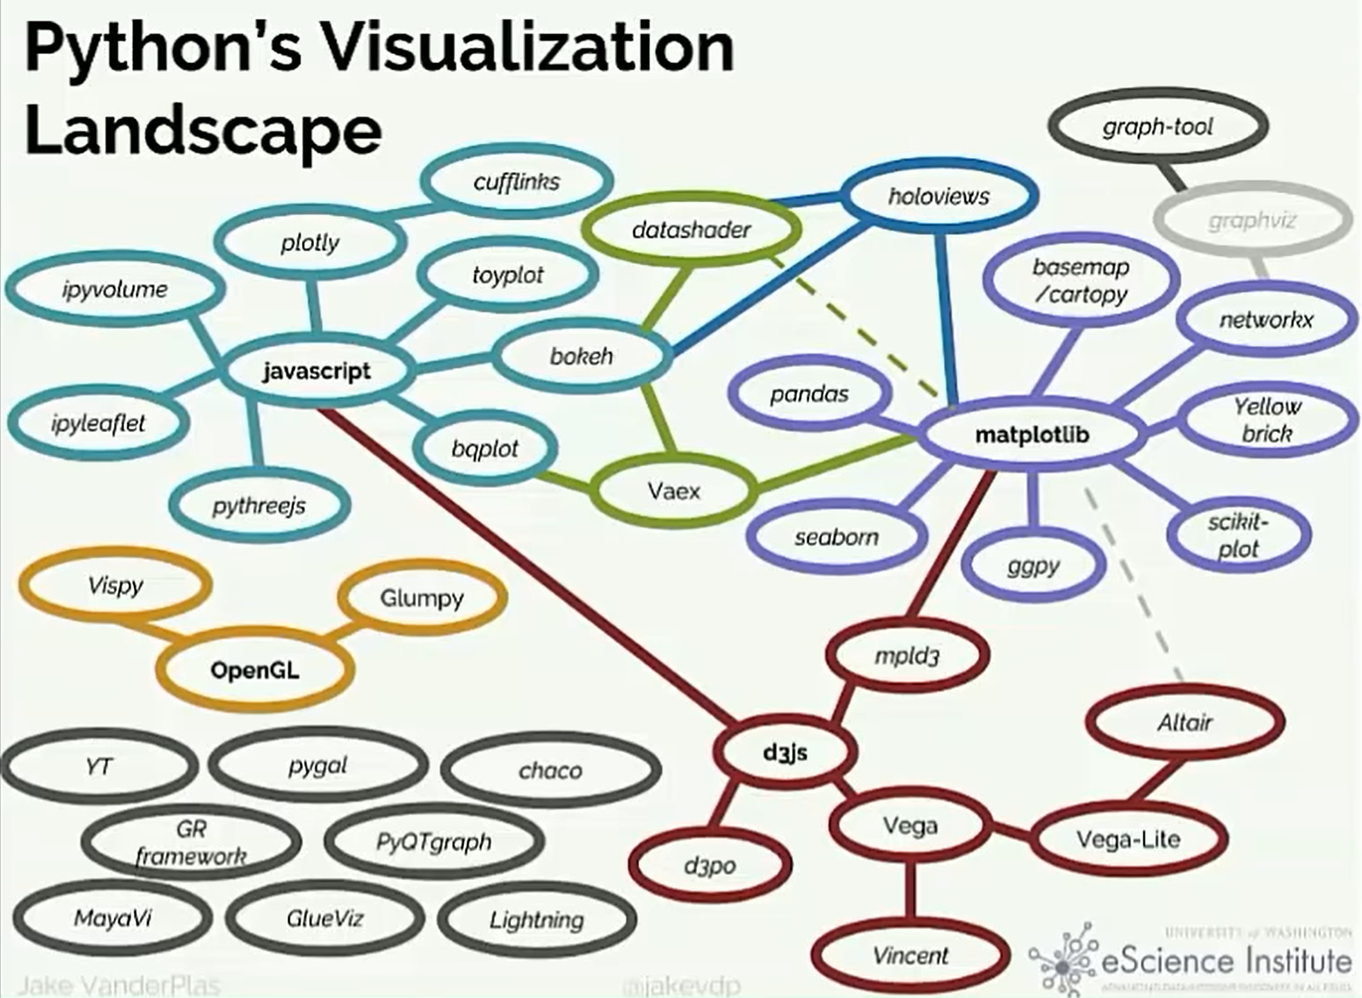 Python's Visualization
Landscape
graph-tool
cufflinks
holoviews
graphviz
datashader
plotly
basemap
/cartopy
toyplot
ipyvolume
networkx
bokeh
javascript
pandas
Yellow
brick
matplotlib
ipyleaflet
bqplot
Vaex
pythreejs
seaborn
scikit-
plot
ggpy
Vispy
Glumpy
OpenGL
mpld3
Altair
d3js
YT
pygal
chaco
GR
framework
PyQTgraph
Vega
Vega-Lite
d3po
MayaVi
GlueViz
Lightning
Vincent
UNIVERSITY of WASHINGTON
eScience Institute
Jake VanderPlas
@jakevdp